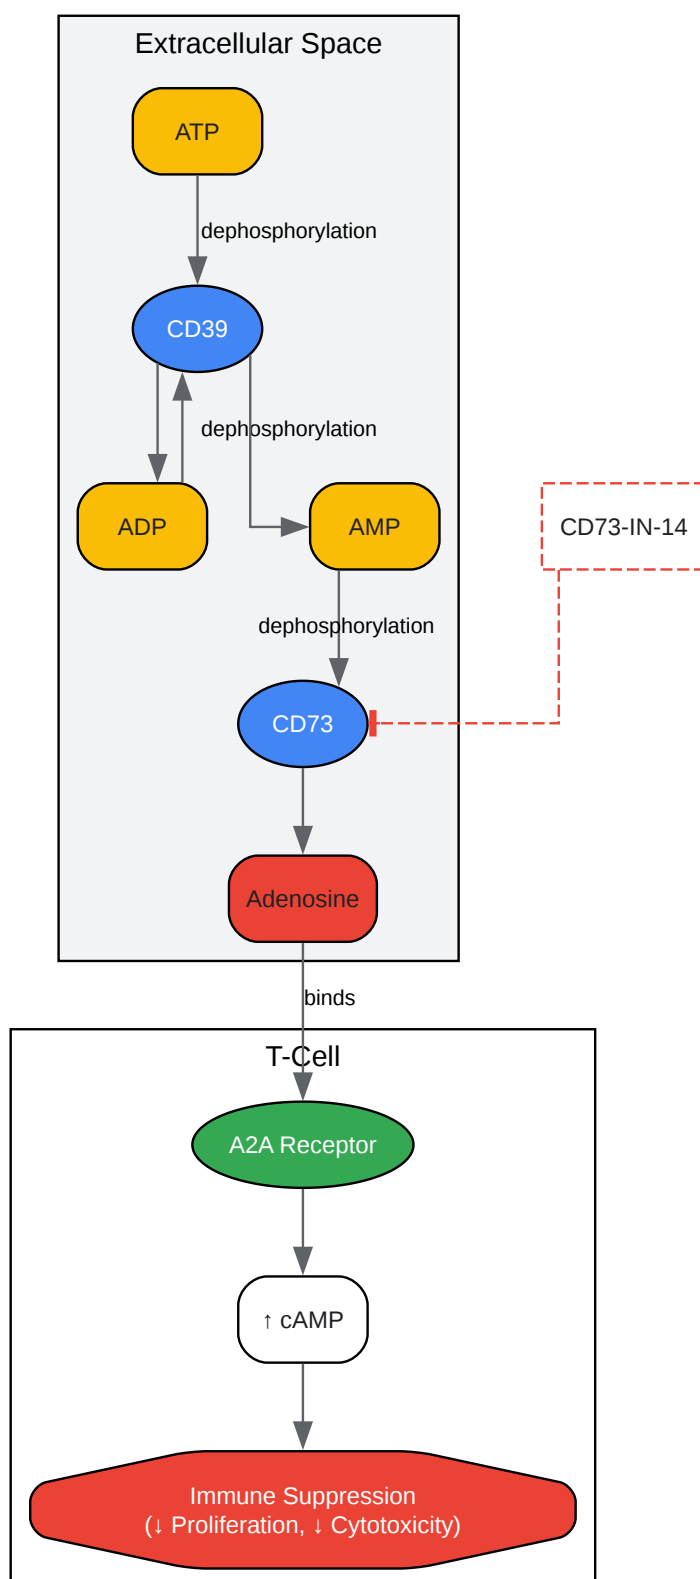 Extracellular Space
ATP
dephosphorylation
CD39
dephosphorylation
ADP
AMP
CD73-IN-14
dephosphorylation
CD73
Adenosine
binds
T-Cell
A2A Receptor
↑ cAMP
Immune Suppression
(↓ Proliferation, ↓ Cytotoxicity)